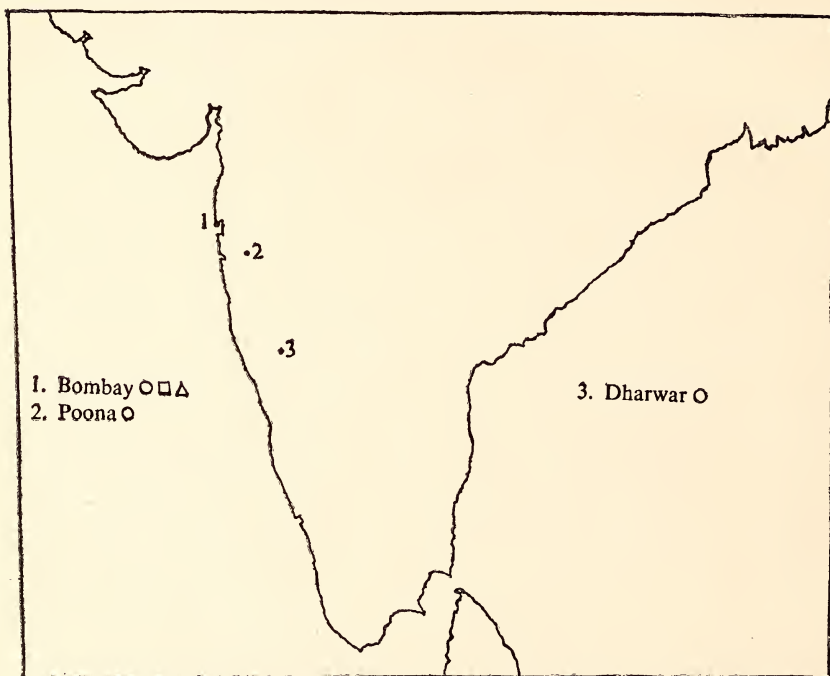 1
2
3
1. Bombay ○□△
2. Poona ○
3. Dharwar ○